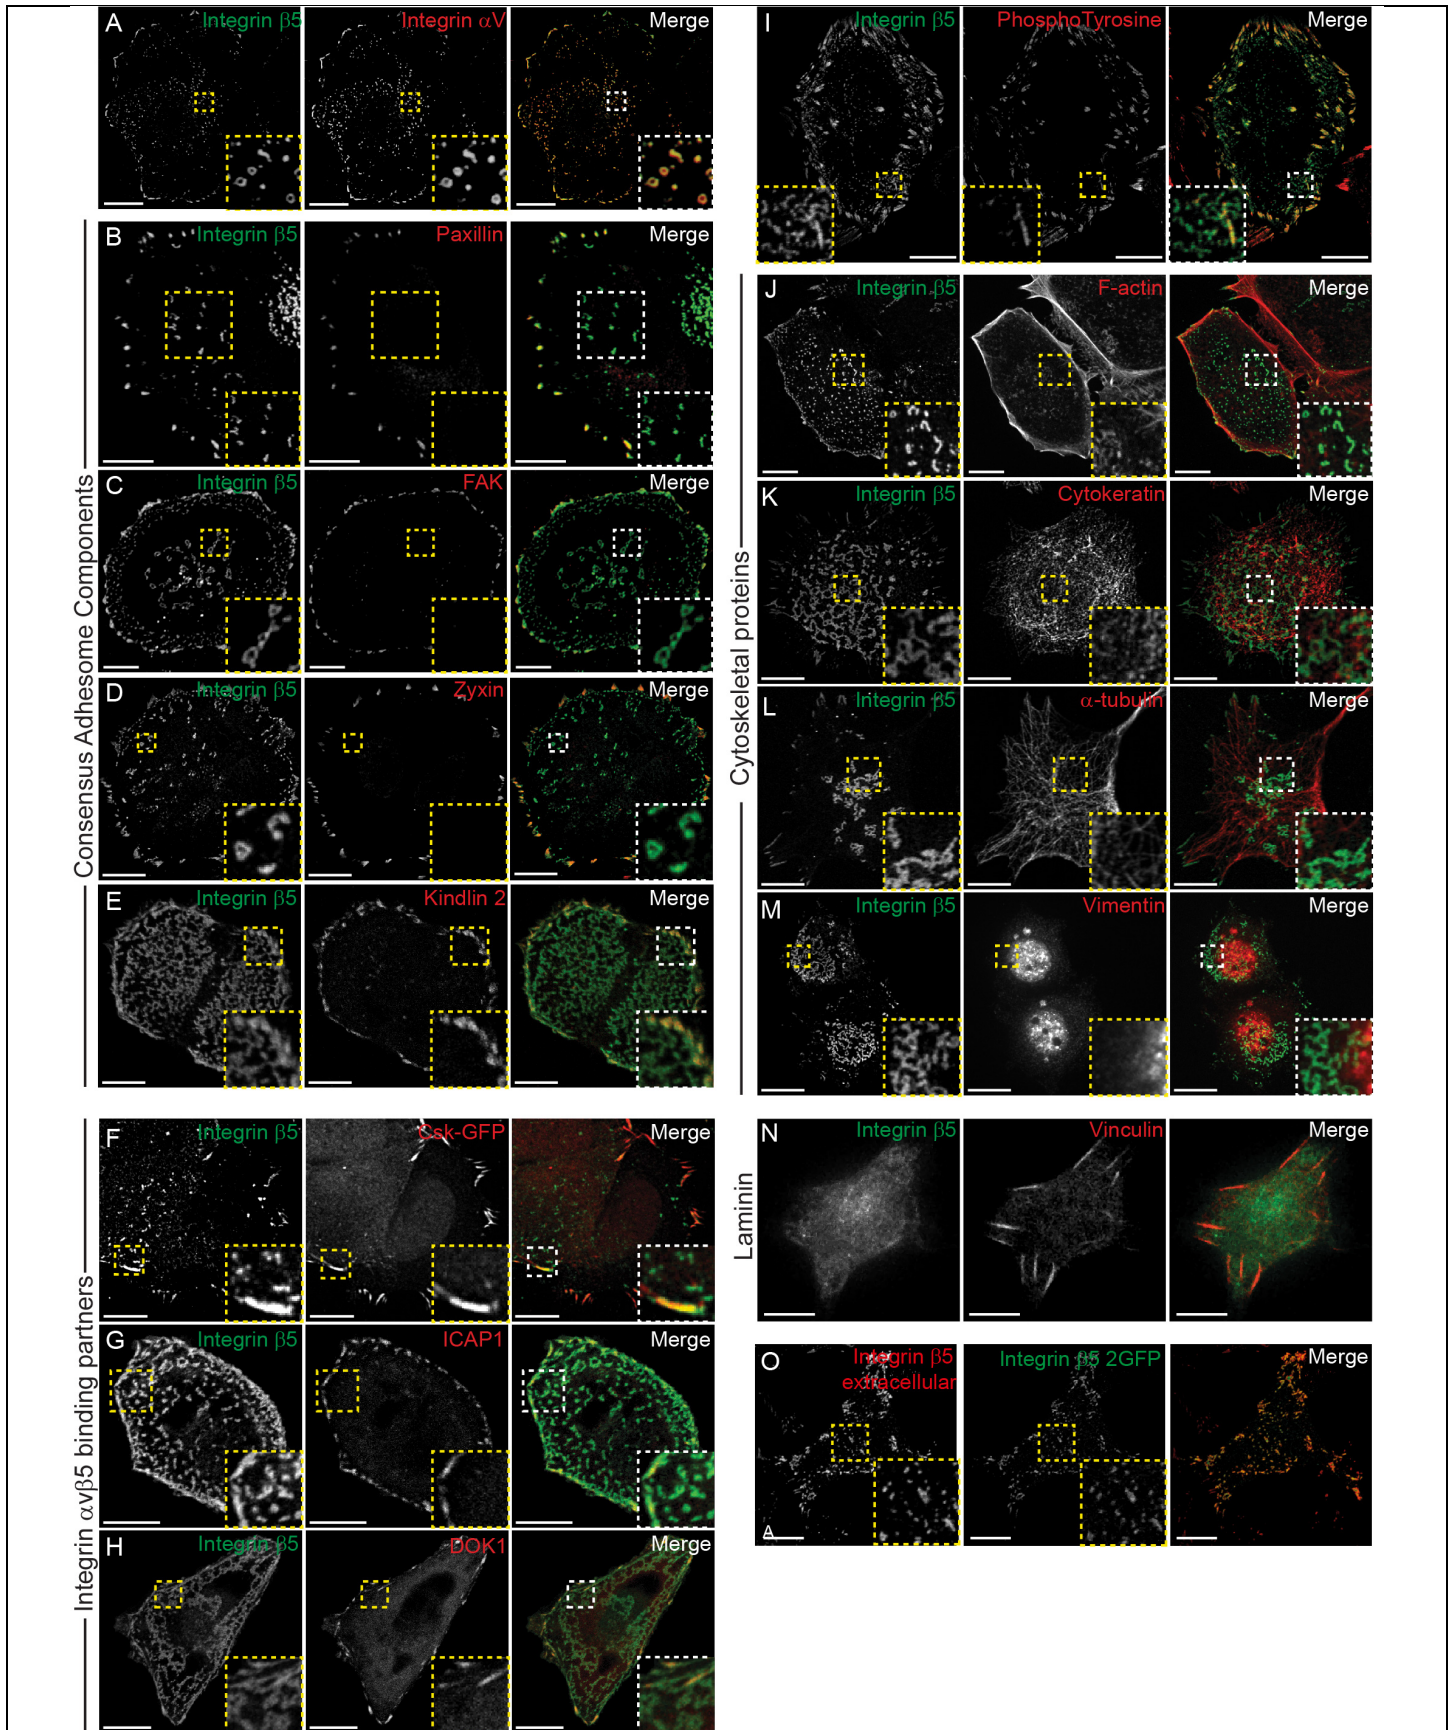 A Integrin β5 Integrin αV Merge
Consensus Adhesome Components
B Integrin β5 Paxillin Merge
C Integrin β5 FAK Merge
D Integrin β5 Zyxin Merge
E Integrin β5 Kindlin 2 Merge
Integrin αvβ5 binding partners
F Integrin β5 Csk-GFP Merge
G Integrin β5 ICAP1 Merge
H Integrin β5 DOK1 Merge
I Integrin β5 PhosphoTyrosine Merge
Cytoskeletal proteins
J Integrin β5 F-actin Merge
K Integrin β5 Cytokeratin Merge
L Integrin β5 α-tubulin Merge
M Integrin β5 Vimentin Merge
Laminin
N Integrin β5 Vinculin Merge
O Integrin β5 extracellular Integrin β5 2GFP Merge
A